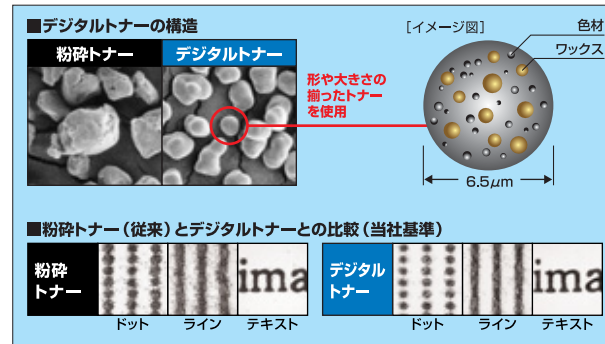 ■デジタルトナーの構造
粉砕トナー
デジタルトナー
形や大きさの
揃ったトナー
を使用
［イメージ図］
色材
ワックス
6.5μm
■粉砕トナー（従来）とデジタルトナーとの比較（当社基準）
粉砕
トナー
ima
ドット
ライン
テキスト
デジタル
トナー
ima
ドット
ライン
テキスト